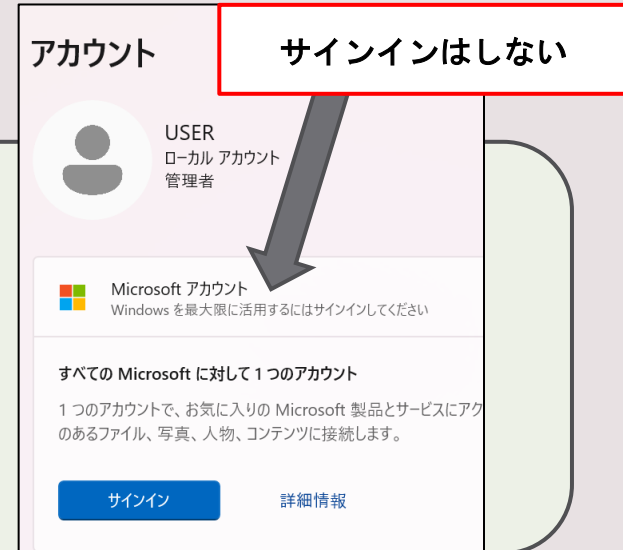 アカウント
サインインはしない
USER
ローカル アカウント
管理者
Microsoft アカウント
Windows を最大限に活用するにはサインインしてください
すべての Microsoft に対して 1 つのアカウント
1 つのアカウントで、お気に入りの Microsoft 製品とサービスにアク
のあるファイル、写真、人物、コンテンツに接続します。
サインイン
詳細情報